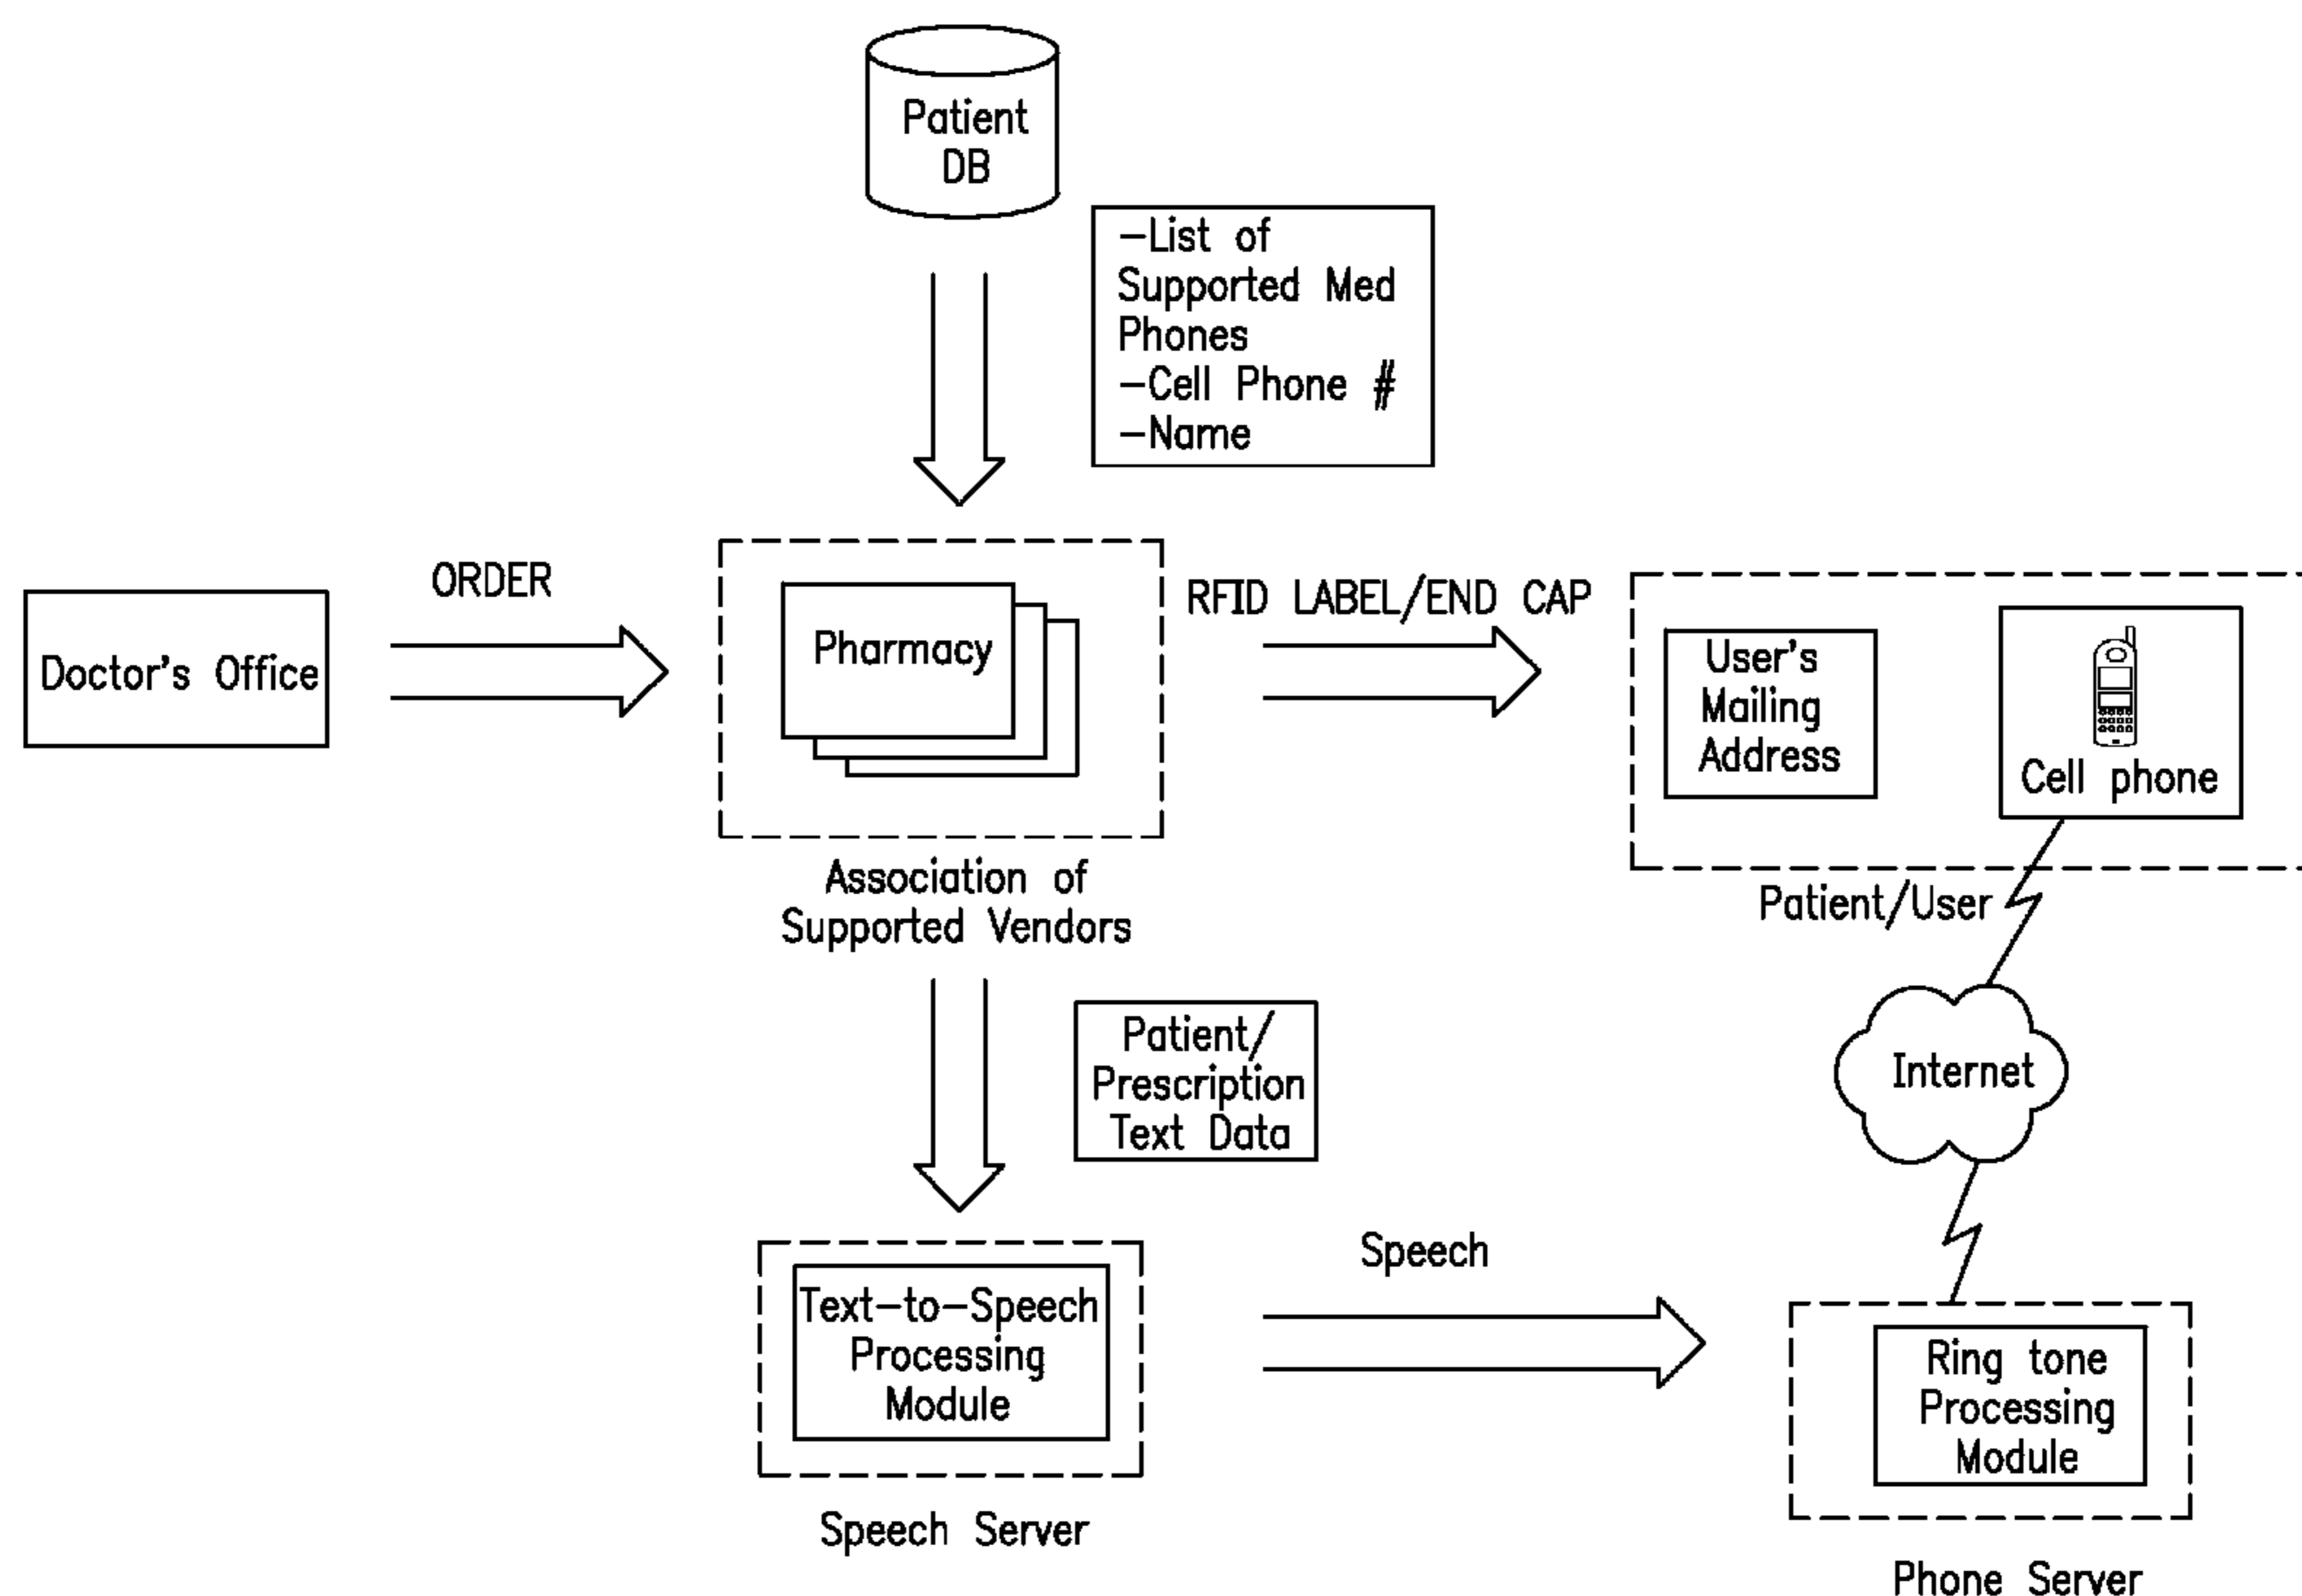 Patient
DB
-List of
Supported Med
Phones
-Cell Phone #
-Name
ORDER
Doctor's Office
Pharmacy
Association of
Supported Vendors
RFID LABEL/END CAP
User's
Mailing
Address
Cell phone
Patient/User
Internet
Patient/
Prescription
Text Data
Text-to-Speech
Processing
Module
Speech Server
Speech
Ring tone
Processing
Module
Phone Server